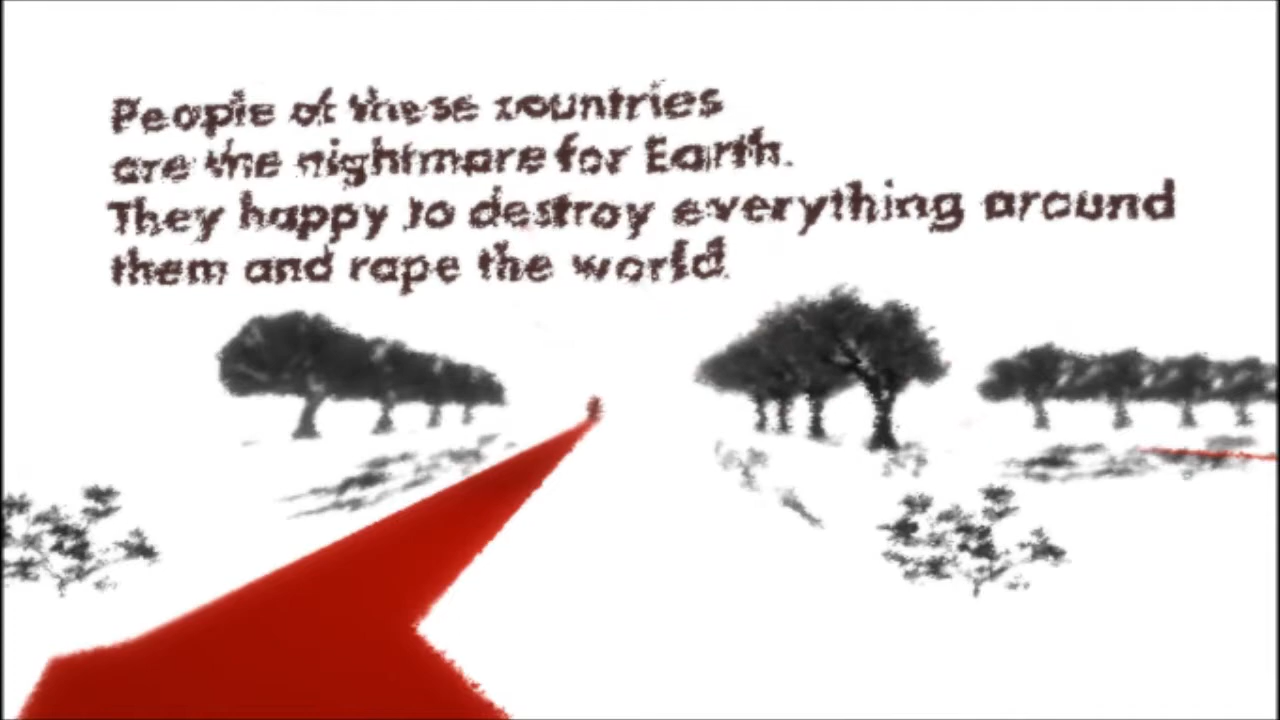 People of these countries
are the nightmare for Earth.
They happy to destroy everything around
them and rape the world.